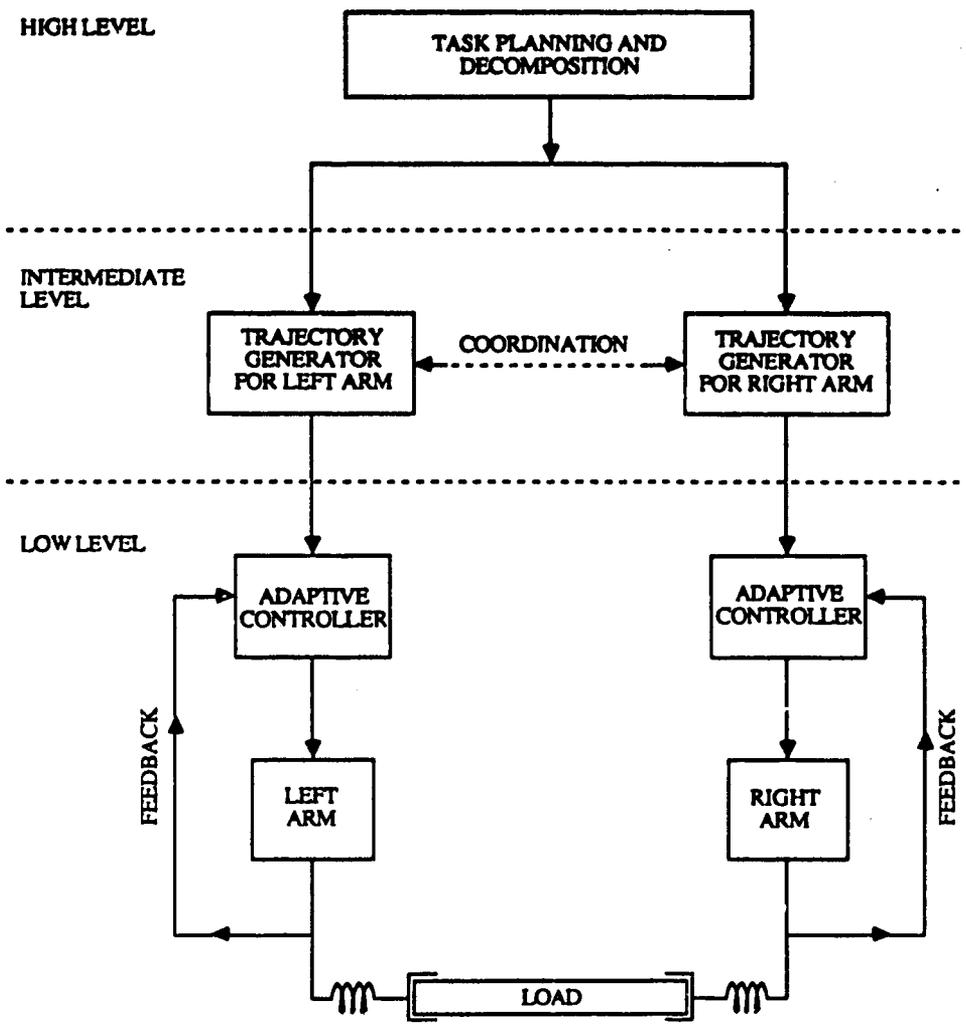 HIGH LEVEL
TASK PLANNING AND
DECOMPOSITION
INTERMEDIATE
LEVEL
TRAJECTORY
GENERATOR
FOR LEFT ARM
COORDINATION
TRAJECTORY
GENERATOR
FOR RIGHT ARM
LOW LEVEL
ADAPTIVE
CONTROLLER
ADAPTIVE
CONTROLLER
FEEDBACK
LEFT
ARM
RIGHT
ARM
FEEDBACK
LOAD